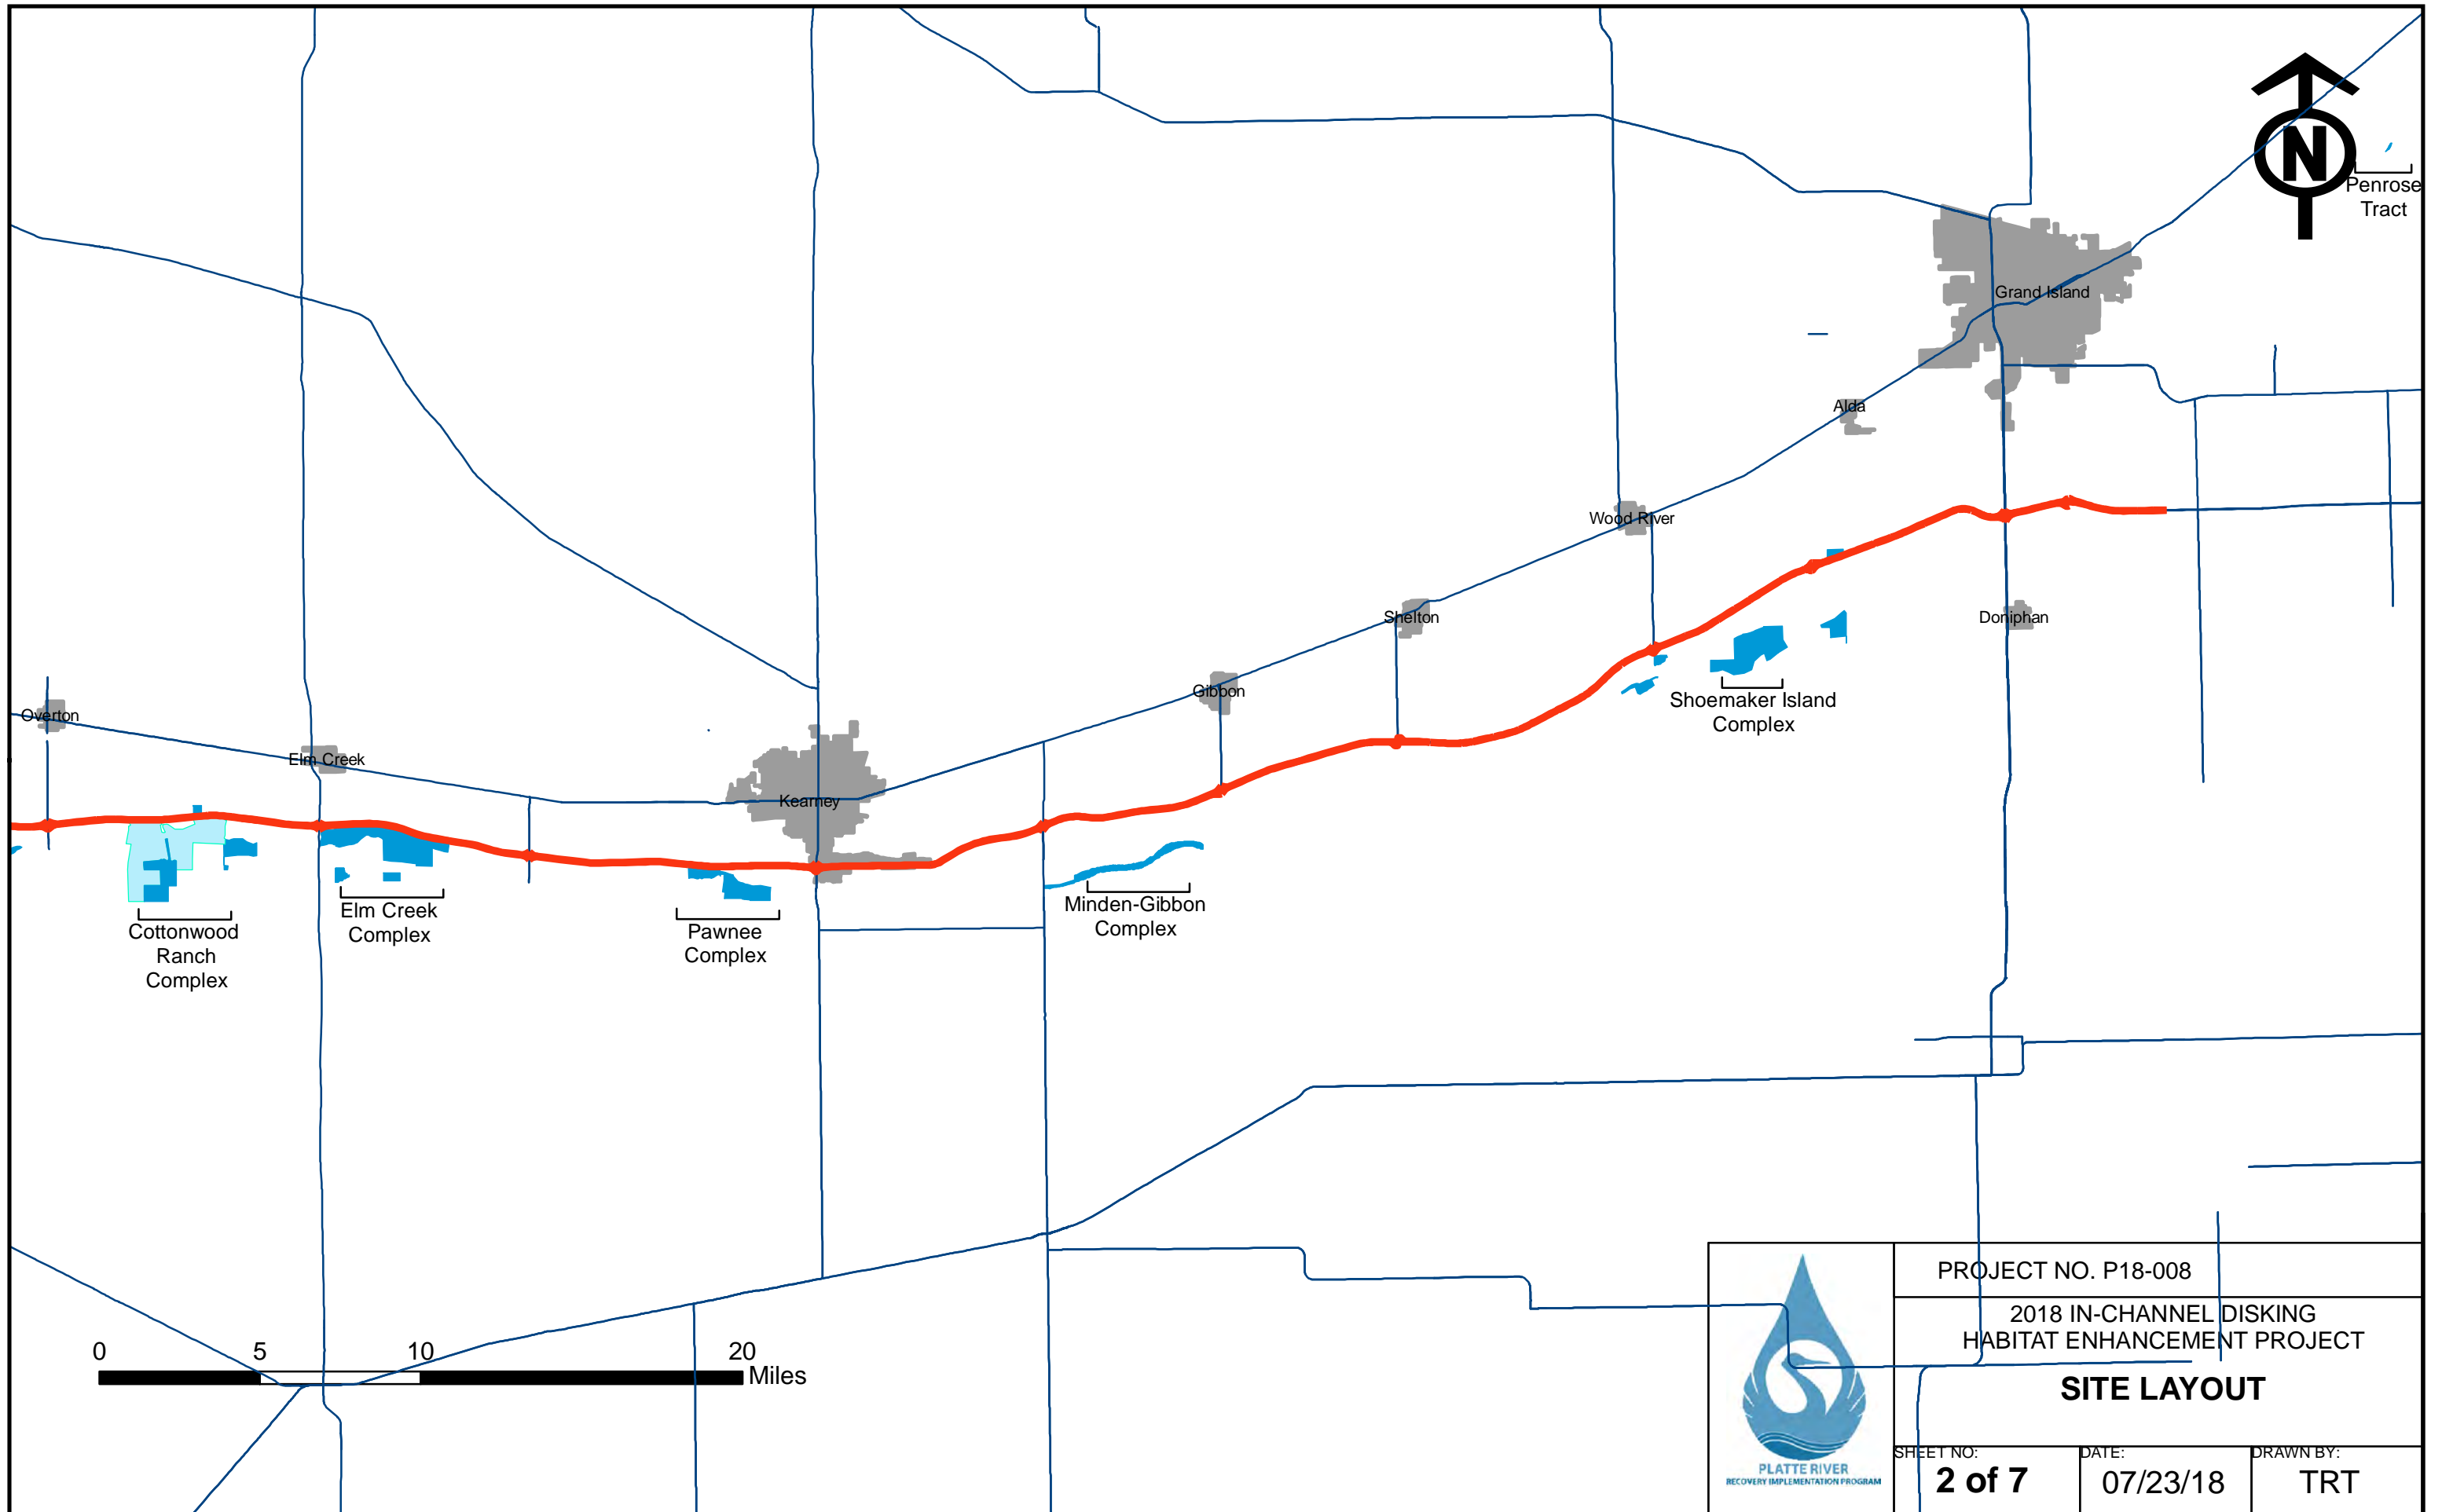 N
Penrose
Tract
Grand Island
Alda
Wood River
Shelton
Doniphan
Gibbon
Shoemaker Island
Complex
Overton
Elm Creek
Kearney
Cottonwood
Ranch
Complex
Elm Creek
Complex
Pawnee
Complex
Minden-Gibbon
Complex
0 5 10 20
Miles
PROJECT NO. P18-008
2018 IN-CHANNEL DISKING
HABITAT ENHANCEMENT PROJECT
SITE LAYOUT
SHEET NO:
2 of 7
DATE:
07/23/18
DRAWN BY:
TRT
PLATTE RIVER
RECOVERY IMPLEMENTATION PROGRAM